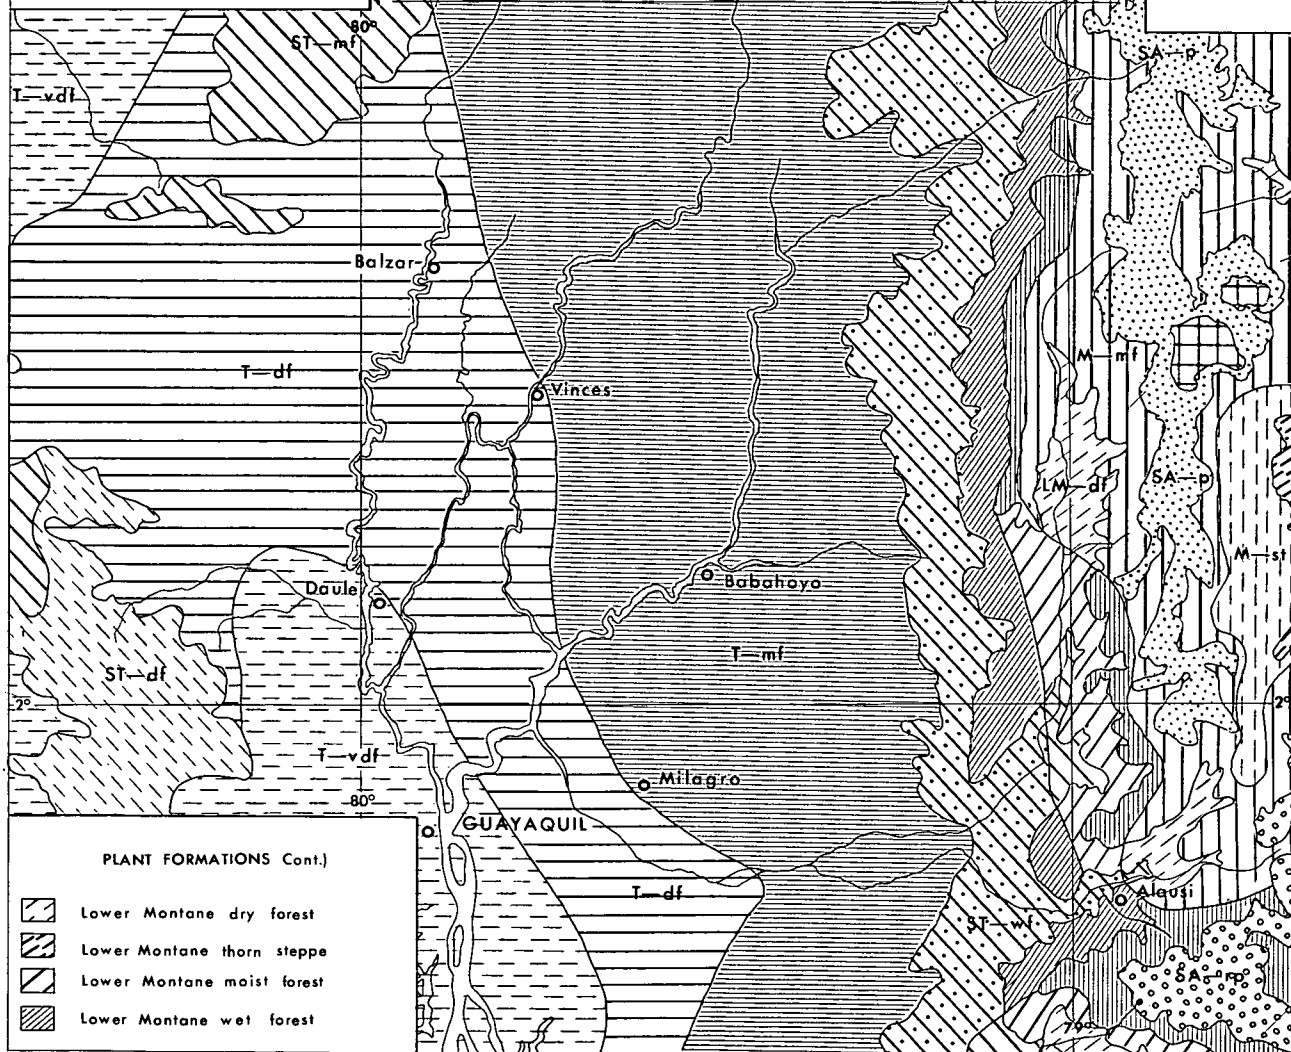 80°
ST—mf
D
SA—p
T—vdf
Balzar
T—df
M—mf
Vinces
LM—df
SA—p
M—st
Daule
Babahoyo
T—mf
ST—df
2°
2°
T—vdf
Milagro
80°
GUAYAQUIL
PLANT FORMATIONS Cont.)
T—df
Alausi
Lower Montane dry forest
ST—wf
Lower Montane thorn steppe
SA—rp
Lower Montane moist forest
Lower Montane wet forest
79°